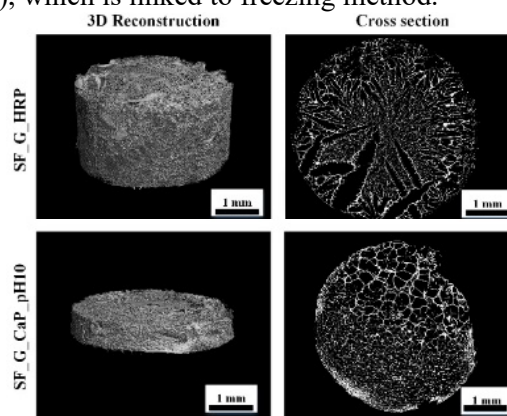 ), which is linked to freezing method.
3D Reconstruction Cross section
SF_G_HRP
1 mm 1 mm
SF_G_CaP_pH10
1 mm 1 mm